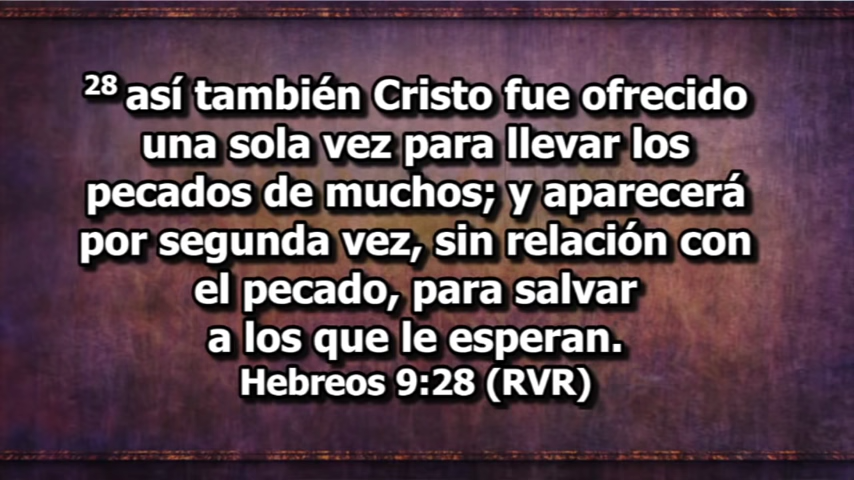 28 así también Cristo fue ofrecido
una sola vez para llevar los
pecados de muchos; y aparecerá
por segunda vez, sin relación con
el pecado, para salvar
a los que le esperan.
Hebreos 9:28 (RVR)